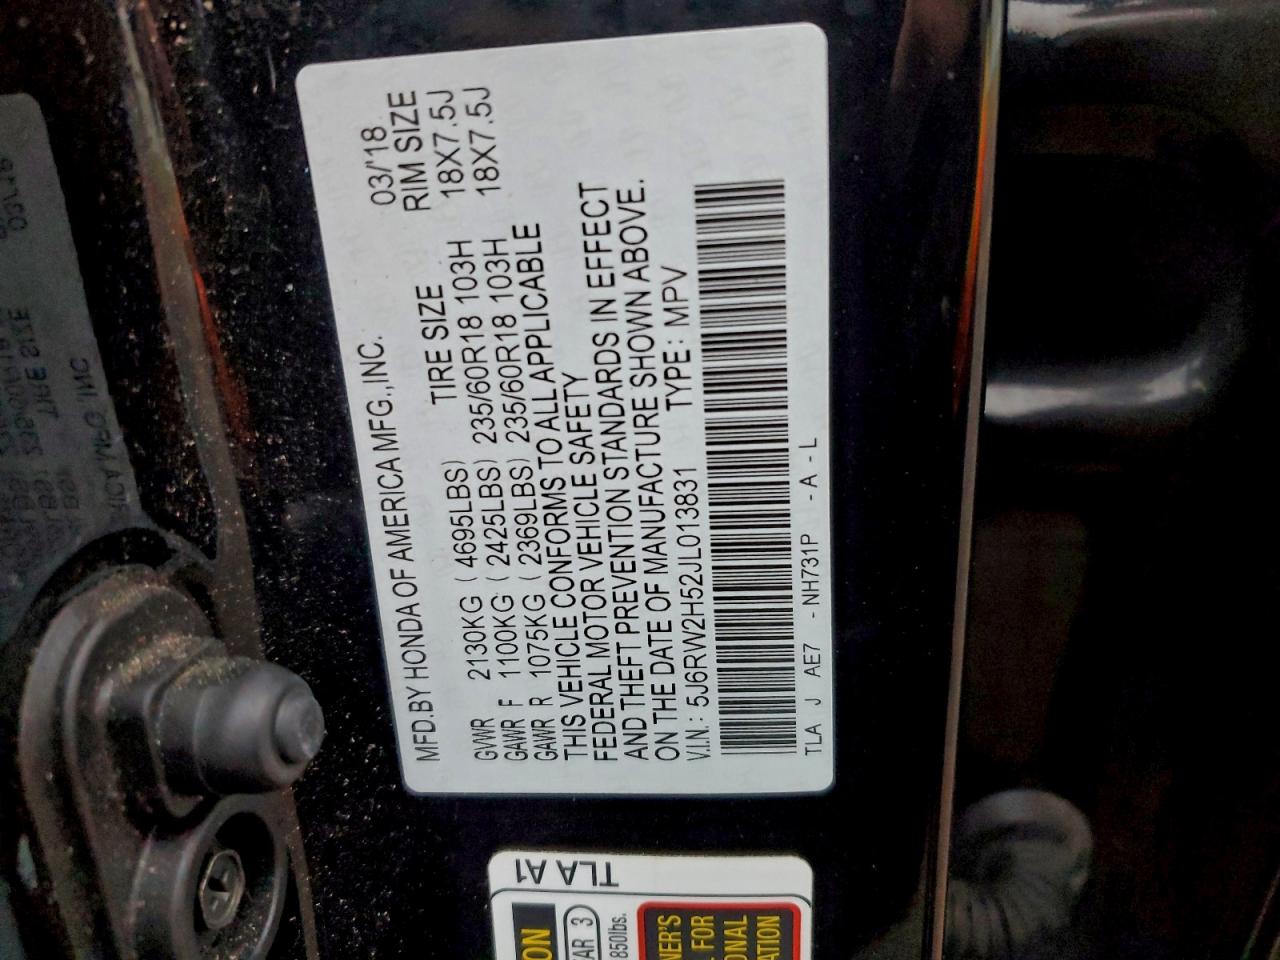 MFD.BY HONDA OF AMERICA MFG.,INC. 03/'18
TIRE SIZE RIM SIZE
GVWR 2130KG ( 4695LBS)
GAWR F 1100KG ( 2425LBS) 235/60R18 103H 18X7.5J
GAWR R 1075KG ( 2369LBS) 235/60R18 103H 18X7.5J
THIS VEHICLE CONFORMS TO ALL APPLICABLE
FEDERAL MOTOR VEHICLE SAFETY
AND THEFT PREVENTION STANDARDS IN EFFECT
ON THE DATE OF MANUFACTURE SHOWN ABOVE.
V.I.N.: 5J6RW2H52JL013831 TYPE: MPV
TLA J AE7 - NH731P - A - L
TLA A1
850lbs.